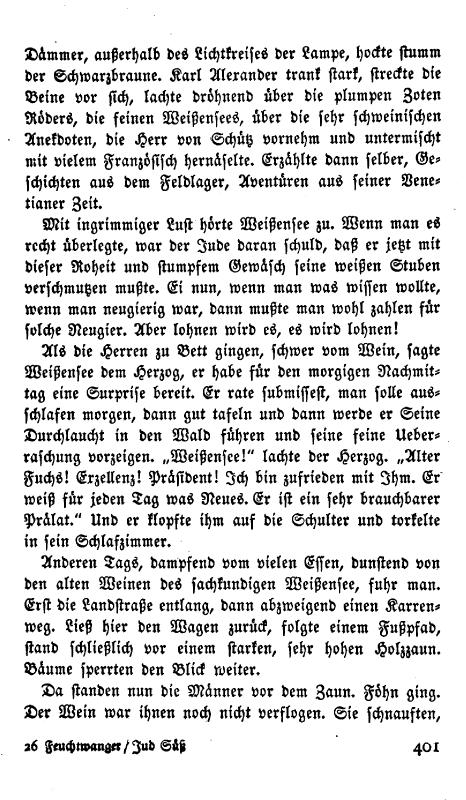 Dämmer, außerhalb des Lichtkreises der Lampe, hockte stumm
der Schwarzbraune. Karl Alexander trank stark, streckte die
Beine vor sich, lachte dröhnend über die plumpen Zoten
Röders, die feinen Weißensees, über die sehr schweinischen
Anekdoten, die Herr von Schütz vornehm und untermischt
mit vielem Französisch hernäselte. Erzählte dann selber, Ge-
schichten aus dem Feldlager, Aventüren aus seiner Vene-
tianer Zeit.
Mit ingrimmiger Lust hörte Weißensee zu. Wenn man es
recht überlegte, war der Jude daran schuld, daß er jetzt mit
dieser Roheit und stumpfem Gewäsch seine weißen Stuben
verschmutzen mußte. Ei nun, wenn man was wissen wollte,
wenn man neugierig war, dann mußte man wohl zahlen für
solche Neugier. Aber lohnen wird es, es wird lohnen!
Als die Herren zu Bett gingen, schwer vom Wein, sagte
Weißensee dem Herzog, er habe für den morgigen Nachmit-
tag eine Surprise bereit. Er rate submissest, man solle aus-
schlafen morgen, dann gut tafeln und dann werde er Seine
Durchlaucht in den Wald führen und seine feine Ueber-
raschung vorzeigen. „Weißensee!“ lachte der Herzog. „Alter
Fuchs! Exzellenz! Präsident! Ich bin zufrieden mit Ihm. Er
weiß für jeden Tag was Neues. Er ist ein sehr brauchbarer
Prälat.“ Und er klopfte ihm auf die Schulter und torkelte
in sein Schlafzimmer.
Anderen Tags, dampfend vom vielen Essen, dunstend von
den alten Weinen des sachkundigen Weißensee, fuhr man.
Erst die Landstraße entlang, dann abzweigend einen Karren-
weg. Ließ hier den Wagen zurück, folgte einem Fußpfad,
stand schließlich vor einem starken, sehr hohen Holzzaun.
Bäume sperrten den Blick weiter.
Da standen nun die Männer vor dem Zaun. Föhn ging.
Der Wein war ihnen noch nicht verflogen. Sie schnauften,
26 Feuchtwanger / Jud Süß 401